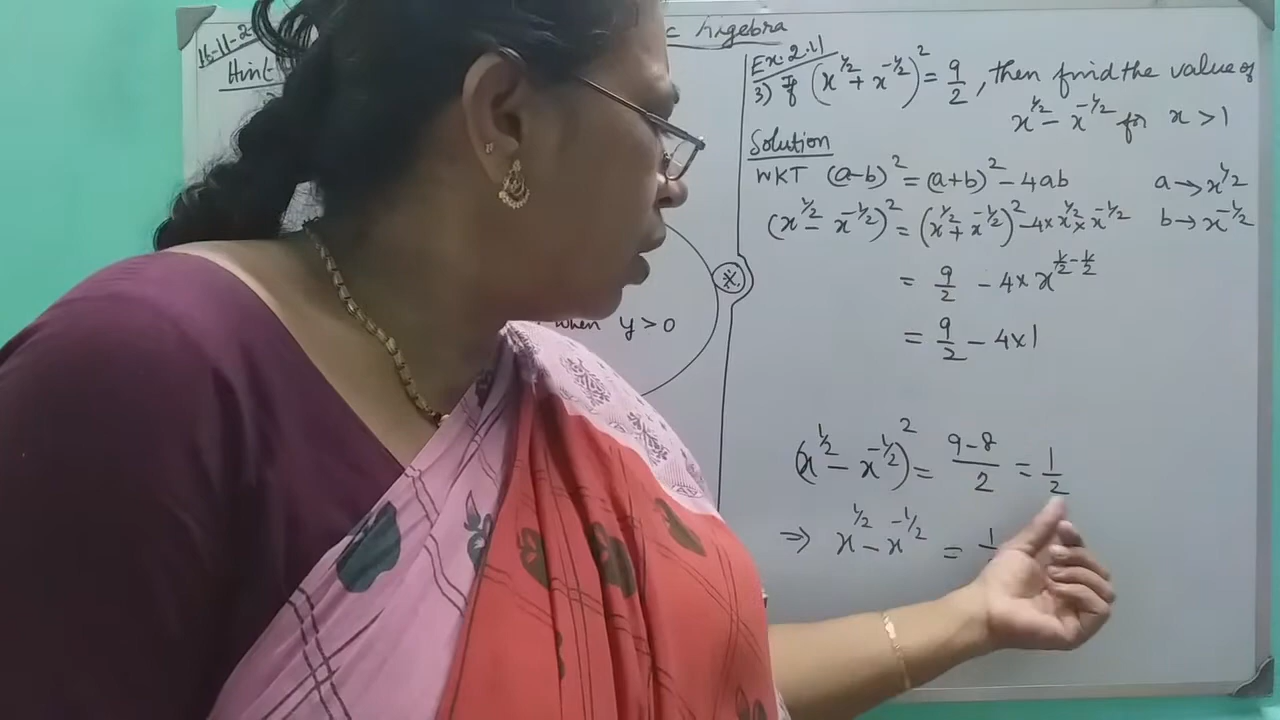 16-11-2
Hint
c Algebra
Ex: 2.11
3) If (x^{1/2} + x^{-1/2})^2 = 9/2, then find the value of
x^{1/2} - x^{-1/2} for x > 1
Solution
WKT (a-b)^2 = (a+b)^2 - 4ab a → x^{1/2}
(x^{1/2} - x^{-1/2})^2 = (x^{1/2} + x^{-1/2})^2 - 4 × x^{1/2} × x^{-1/2} b → x^{-1/2}
= 9/2 - 4 × x^{1/2 - 1/2}
= 9/2 - 4×1
(x^{1/2} - x^{-1/2})^2 = 9-8/2 = 1/2
⇒ x^{1/2} - x^{-1/2} = 1
when y > 0
*